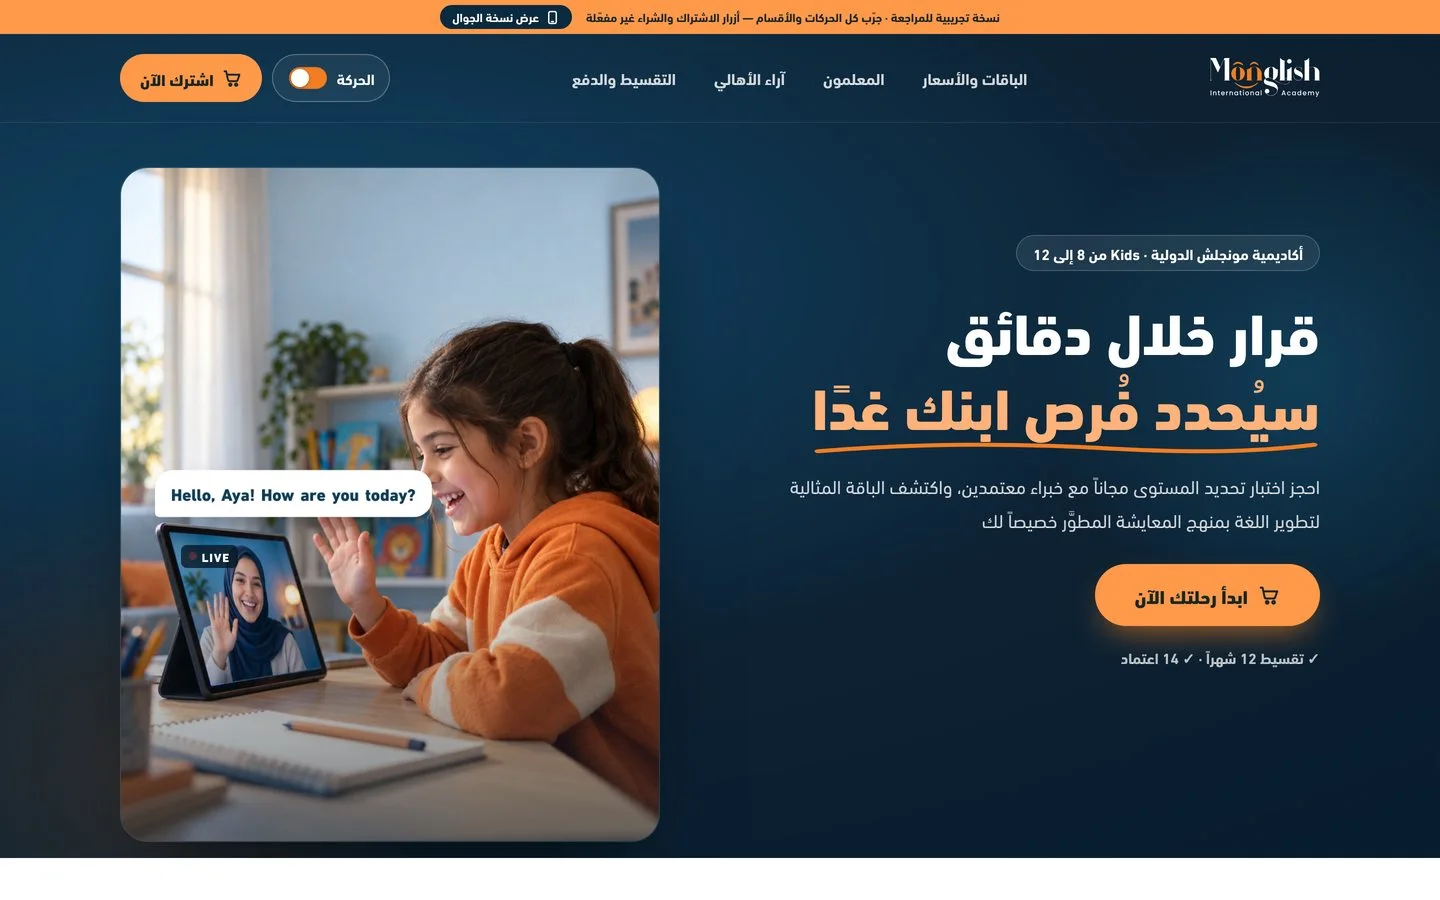 نسخة تجريبية للمراجعة · جرّب كل الحركات والأقسام — أزرار الاشتراك والشراء غير مفعّلة
عرض نسخة الجوال
Monglish
International Academy
الباقات والأسعار
المعلمون
آراء الأهالي
التقسيط والدفع
الحركة
اشترك الآن
أكاديمية مونجلش الدولية · Kids من 8 إلى 12
قرار خلال دقائق
سيُحدد فُرص ابنك غدًا
احجز اختبار تحديد المستوى مجاناً مع خبراء معتمدين، واكتشف الباقة المثالية
لتطوير اللغة بمنهج المعايشة المطوَّر خصيصاً لك
ابدأ رحلتك الآن
✓ تقسيط 12 شهراً · ✓ 14 اعتماد
Hello, Aya! How are you today?
LIVE